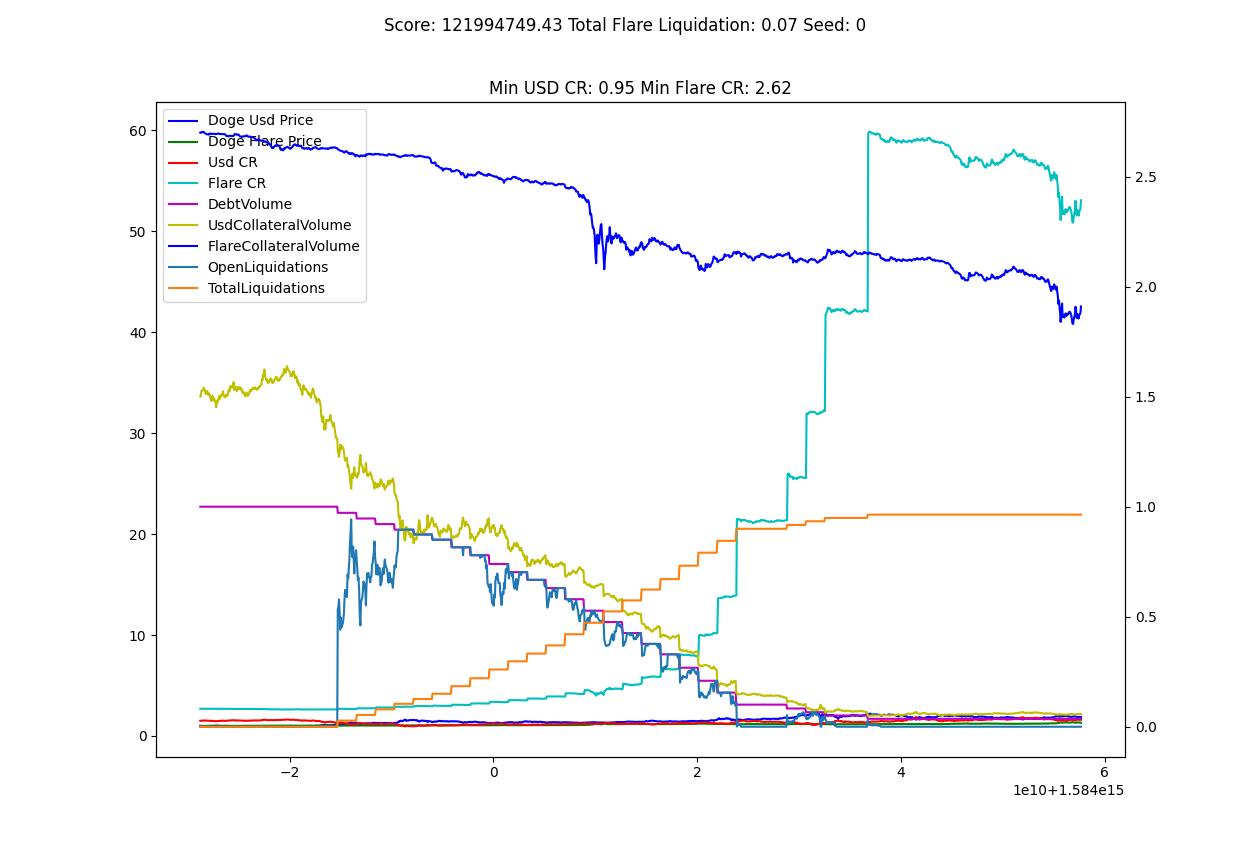 Score: 121994749.43 Total Flare Liquidation: 0.07 Seed: 0
Min USD CR: 0.95 Min Flare CR: 2.62
Doge Usd Price
Doge Flare Price
Usd CR
Flare CR
DebtVolume
UsdCollateralVolume
FlareCollateralVolume
OpenLiquidations
TotalLiquidations
60
50
40
30
20
10
0
2.5
2.0
1.5
1.0
0.5
0.0
−2
0
2
4
6
1e10+1.584e15